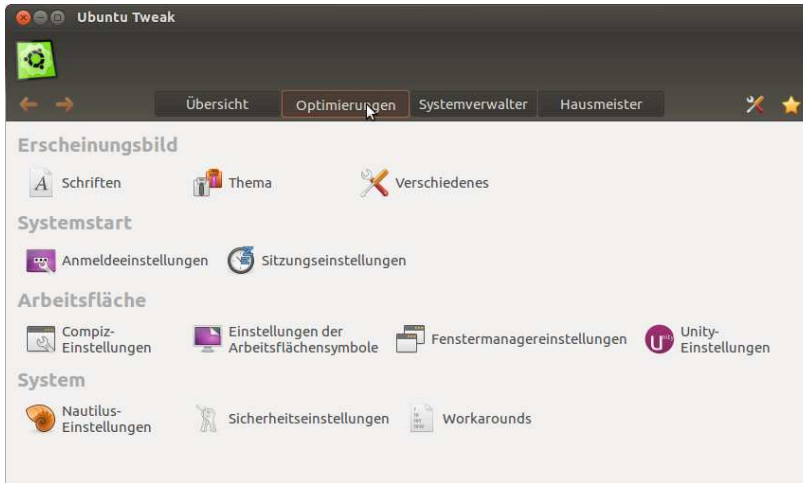 Ubuntu Tweak
Übersicht Optimierungen Systemverwalter Hausmeister
Erscheinungsbild
Schriften Thema Verschiedenes
Systemstart
Anmeldeeinstellungen Sitzungseinstellungen
Arbeitsfläche
Compiz-
Einstellungen
Einstellungen der
Arbeitsflächensymbole
Fenstermanagereinstellungen
Unity-
Einstellungen
System
Nautilus-
Einstellungen
Sicherheitseinstellungen
Workarounds